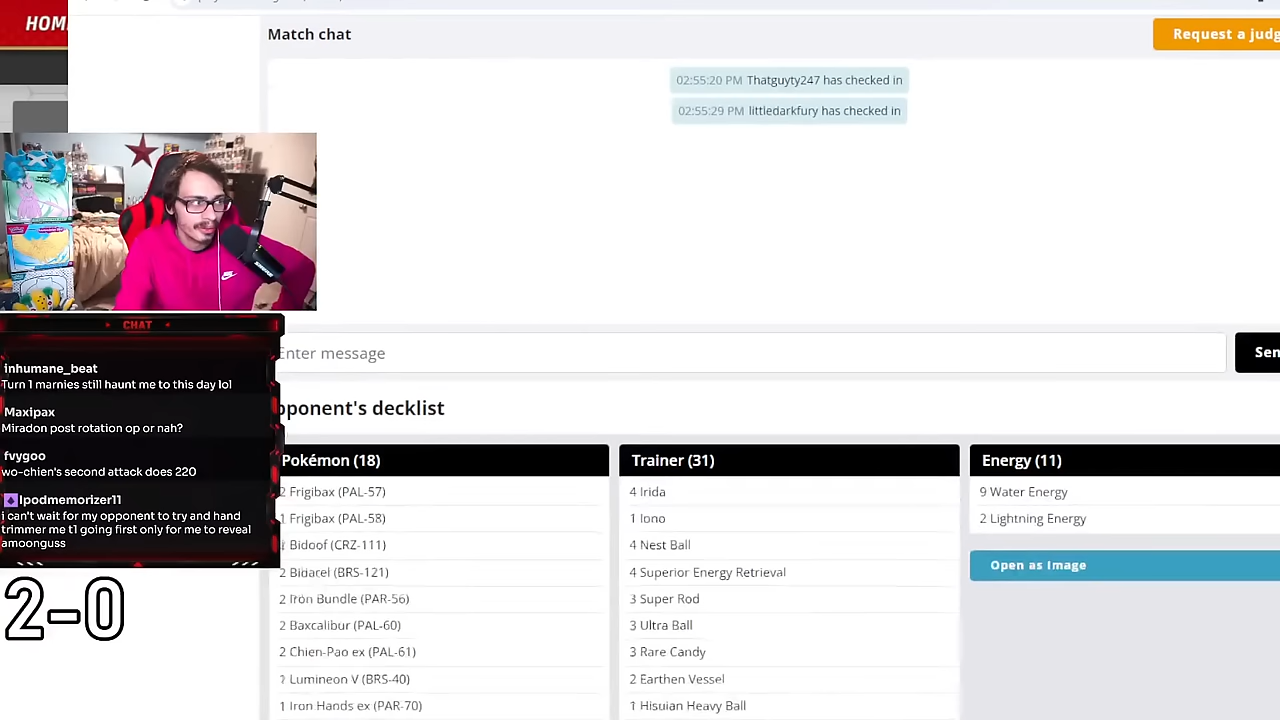 HOM
Match chat
Request a judg
02:55:20 PM Thatguyty247 has checked in
02:55:29 PM littledarkfury has checked in
Enter message
Sen
CHAT
inhumane_beat
Turn 1 marnies still haunt me to this day lol
Maxipax
Miradon post rotation op or nah?
fvygoo
wo-chien's second attack does 220
Ipodmemorizer11
i can't wait for my opponent to try and hand
trimmer me t1 going first only for me to reveal
amoonguss
2-0
pponent's decklist
Pokémon (18)
2 Frigibax (PAL-57)
1 Frigibax (PAL-58)
Bidoof (CRZ-111)
2 Bibarel (BRS-121)
2 Iron Bundle (PAR-56)
2 Baxcalibur (PAL-60)
2 Chien-Pao ex (PAL-61)
1 Lumineon V (BRS-40)
1 Iron Hands ex (PAR-70)
Trainer (31)
4 Irida
1 Iono
4 Nest Ball
4 Superior Energy Retrieval
3 Super Rod
3 Ultra Ball
3 Rare Candy
2 Earthen Vessel
1 Hisuian Heavy Ball
Energy (11)
9 Water Energy
2 Lightning Energy
Open as Image